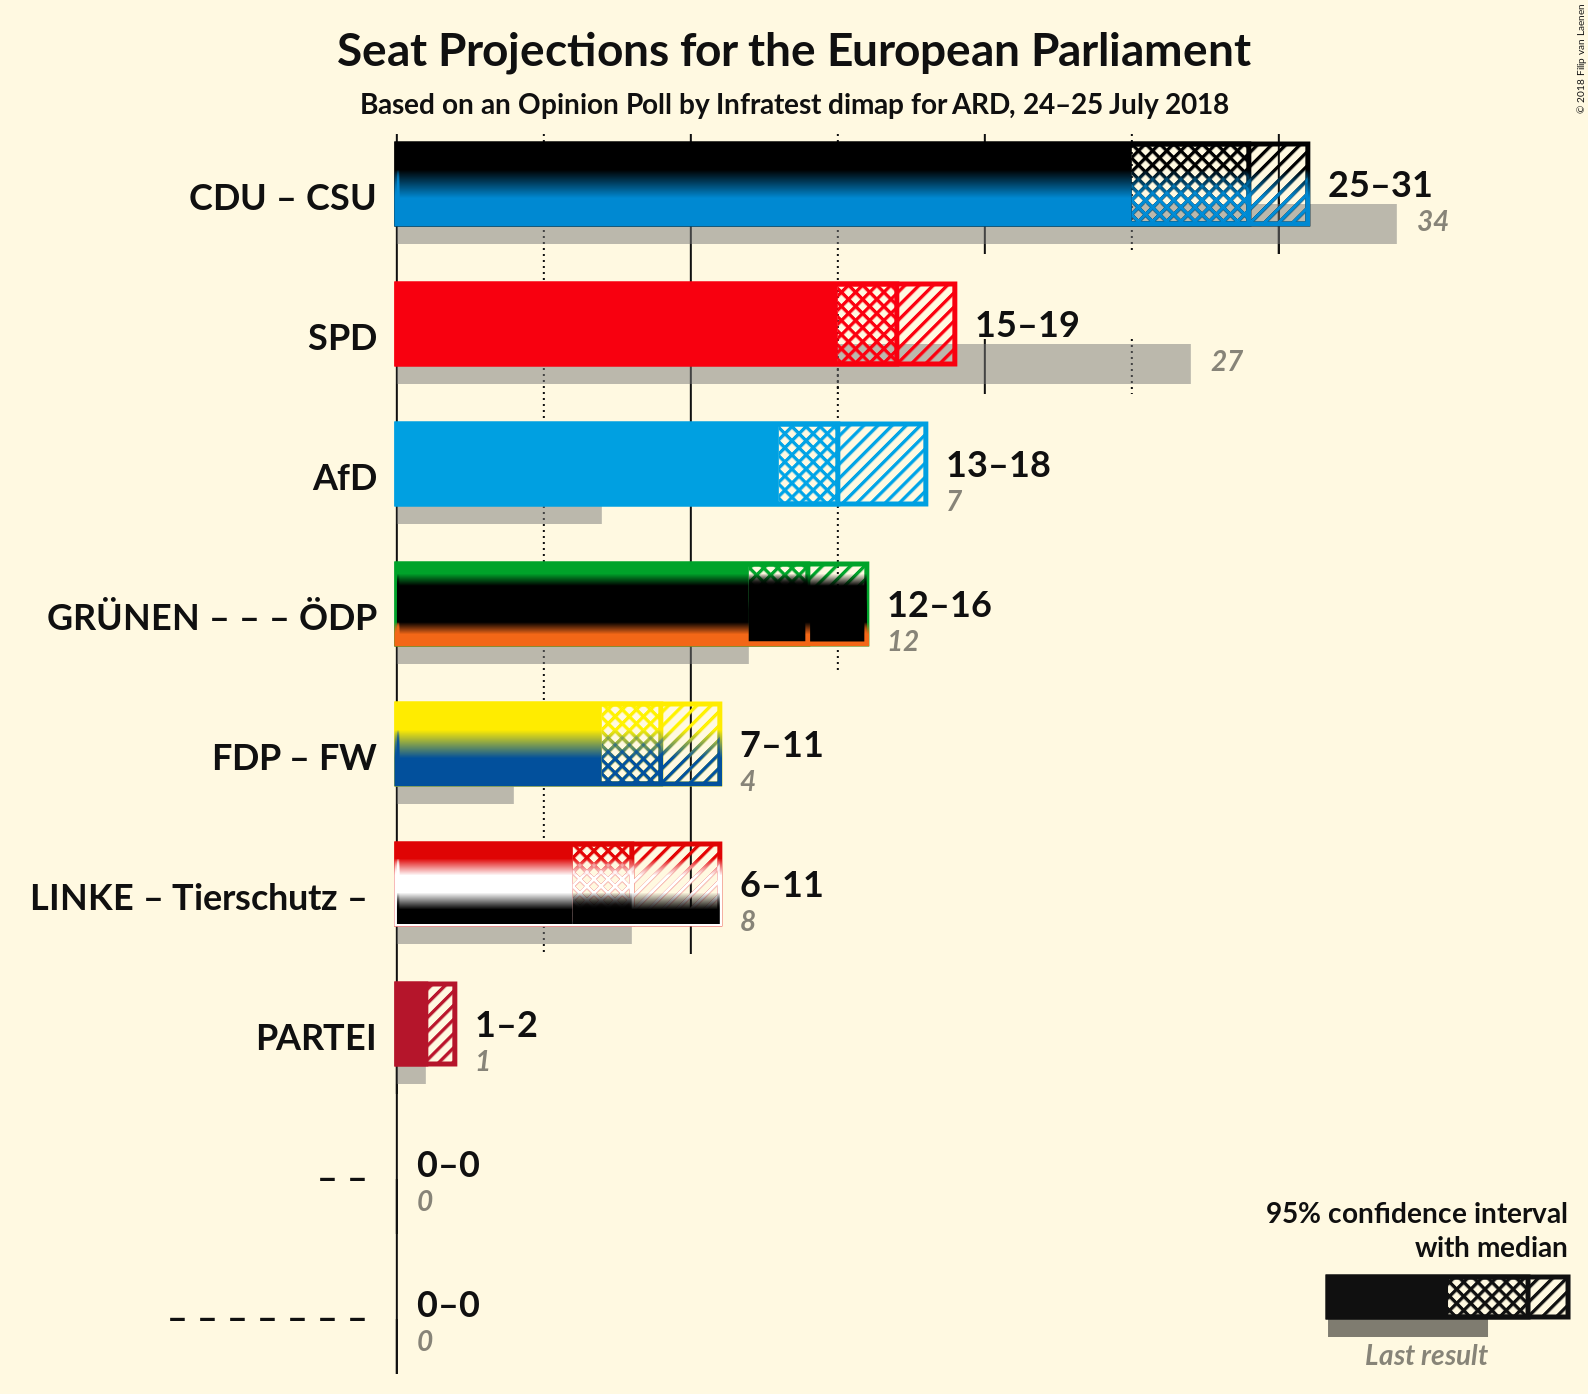 Seat Projections for the European Parliament
Based on an Opinion Poll by Infratest dimap for ARD, 24–25 July 2018
© 2018 Filip van Laenen
CDU – CSU
25–31
34
SPD
15–19
27
AfD
13–18
7
GRÜNEN – – – ÖDP
12–16
12
FDP – FW
7–11
4
LINKE – Tierschutz –
6–11
8
PARTEI
1–2
1
– –
0–0
0
– – – – – – –
0–0
0
95% confidence interval
with median
Last result